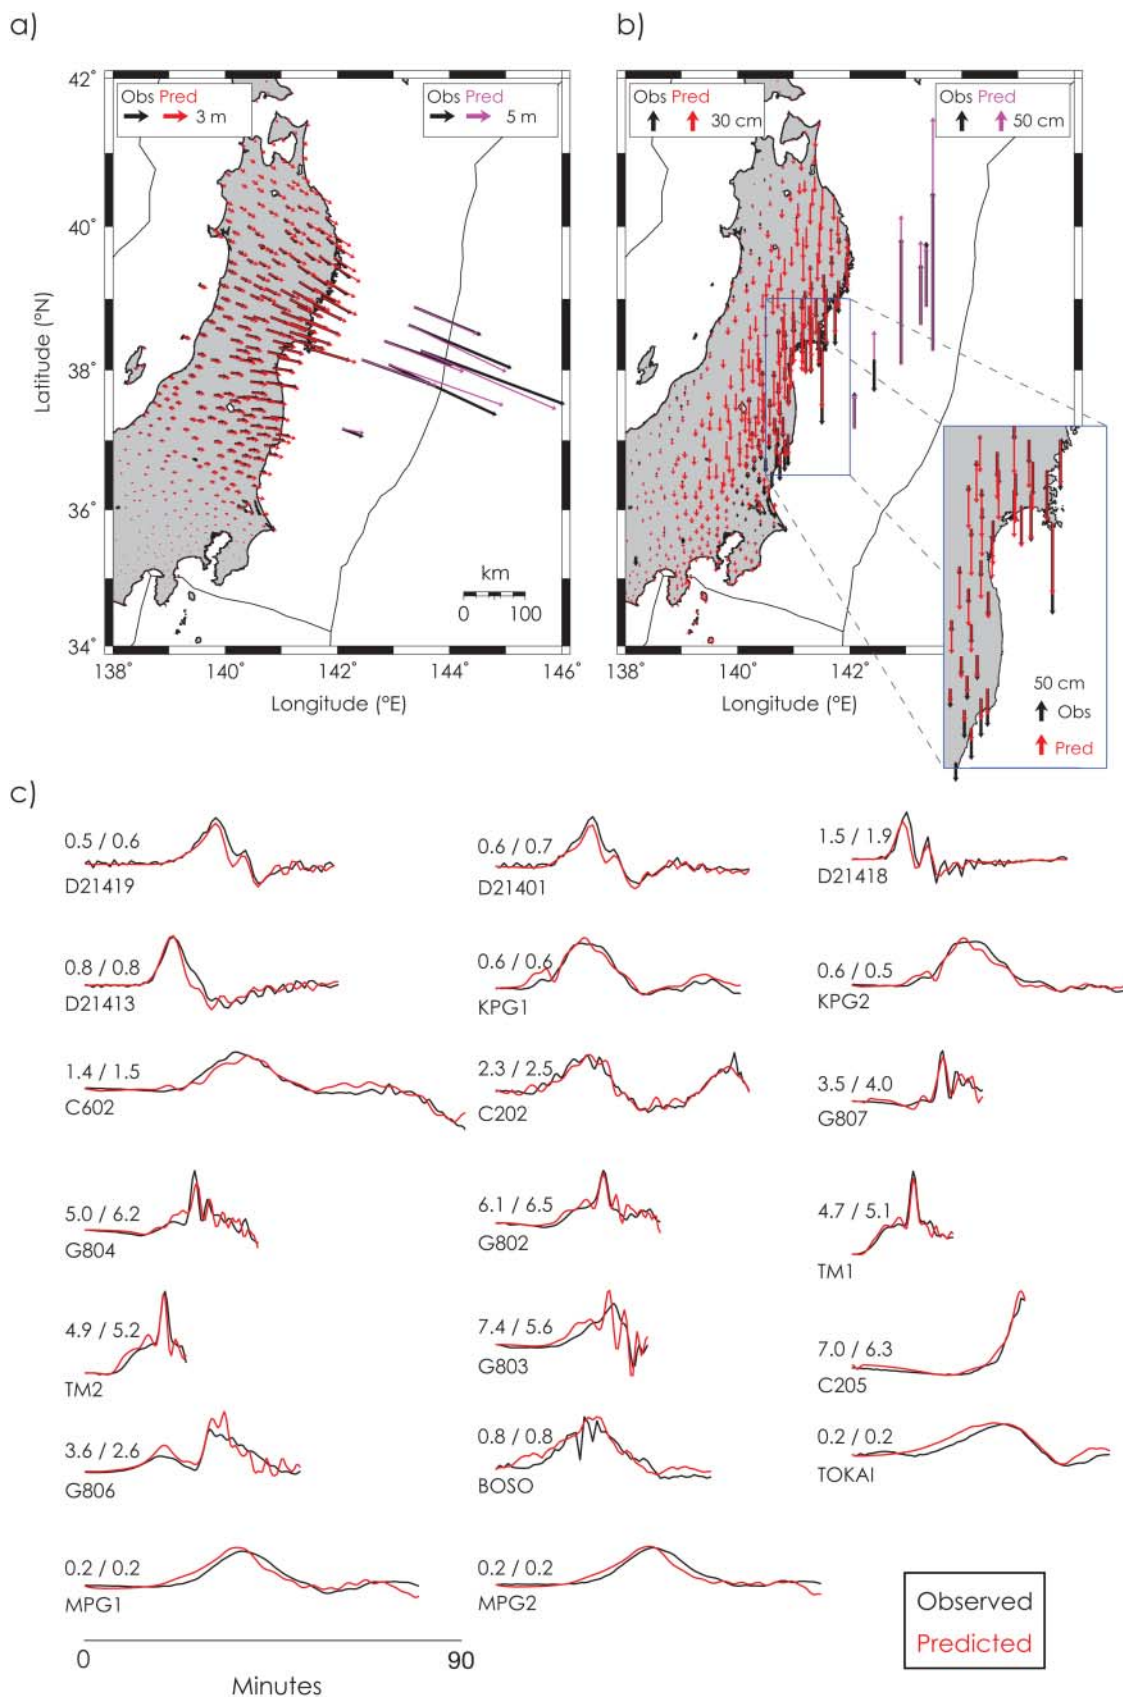 a)
b)
42°
40°
38°
36°
34°
Latitude (°N)
Obs Pred
3 m
Obs Pred
5 m
km
0 100
138 140 142 144 146°
Longitude (°E)
Obs Pred
30 cm
Obs Pred
50 cm
138 140 142
Longitude (°E)
50 cm
Obs
Pred
c)
0.5 / 0.6
D21419
0.6 / 0.7
D21401
1.5 / 1.9
D21418
0.8 / 0.8
D21413
0.6 / 0.6
KPG1
0.6 / 0.5
KPG2
1.4 / 1.5
C602
2.3 / 2.5
C202
3.5 / 4.0
G807
5.0 / 6.2
G804
6.1 / 6.5
G802
4.7 / 5.1
TM1
4.9 / 5.2
TM2
7.4 / 5.6
G803
7.0 / 6.3
C205
3.6 / 2.6
G806
0.8 / 0.8
BOSO
0.2 / 0.2
TOKAI
0.2 / 0.2
MPG1
0.2 / 0.2
MPG2
0 90
Minutes
Observed
Predicted